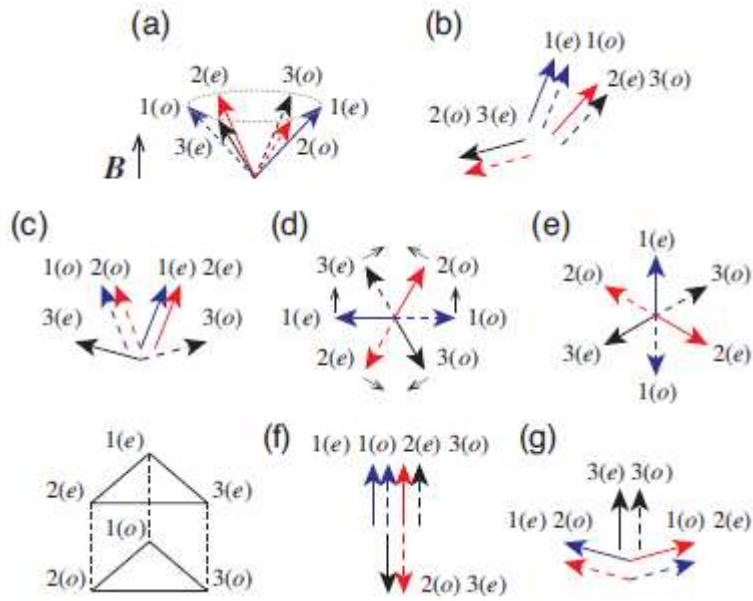 (a)
2(e) 3(o)
1(o) 1(e)
3(e) 2(o)
B
(b)
1(e) 1(o)
2(e) 3(o)
2(o) 3(e)
(c)
1(o) 2(o) 1(e) 2(e)
3(e) 3(o)
(d)
3(e) 2(o)
1(e) 1(o)
2(e) 3(o)
(e)
1(e)
2(o) 3(o)
3(e) 2(e)
1(o)
1(e)
2(e) 3(e)
1(o)
2(o) 3(o)
(f)
1(e) 1(o) 2(e) 3(o)
2(o) 3(e)
(g)
3(e) 3(o)
1(e) 2(o) 1(o) 2(e)